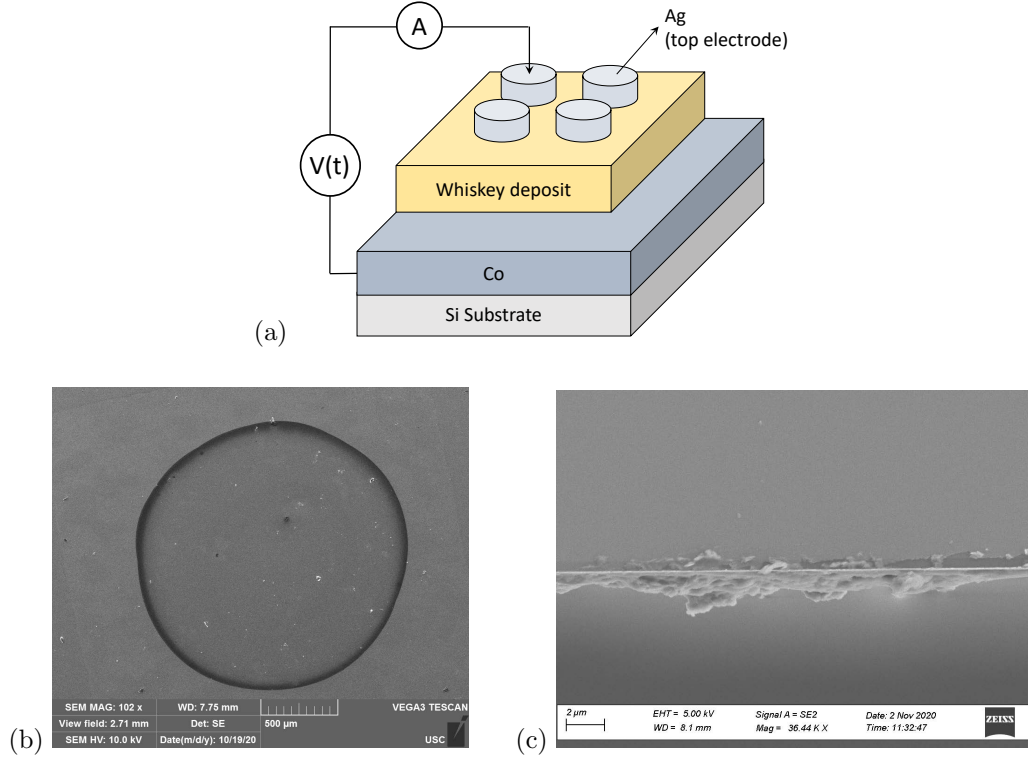 A
Ag
(top electrode)
V(t)
Whiskey deposit
Co
Si Substrate
(a)
SEM MAG: 102 x
WD: 7.75 mm
VEGA3 TESCAN
View field: 2.71 mm
Det: SE
500 µm
SEM HV: 10.0 kV
Date(m/d/y): 10/19/20
USC
(b)
2 µm
EHT = 5.00 kV
Signal A = SE2
Date: 2 Nov 2020
WD = 8.1 mm
Mag = 36.44 K X
Time: 11:32:47
ZEISS
(c)